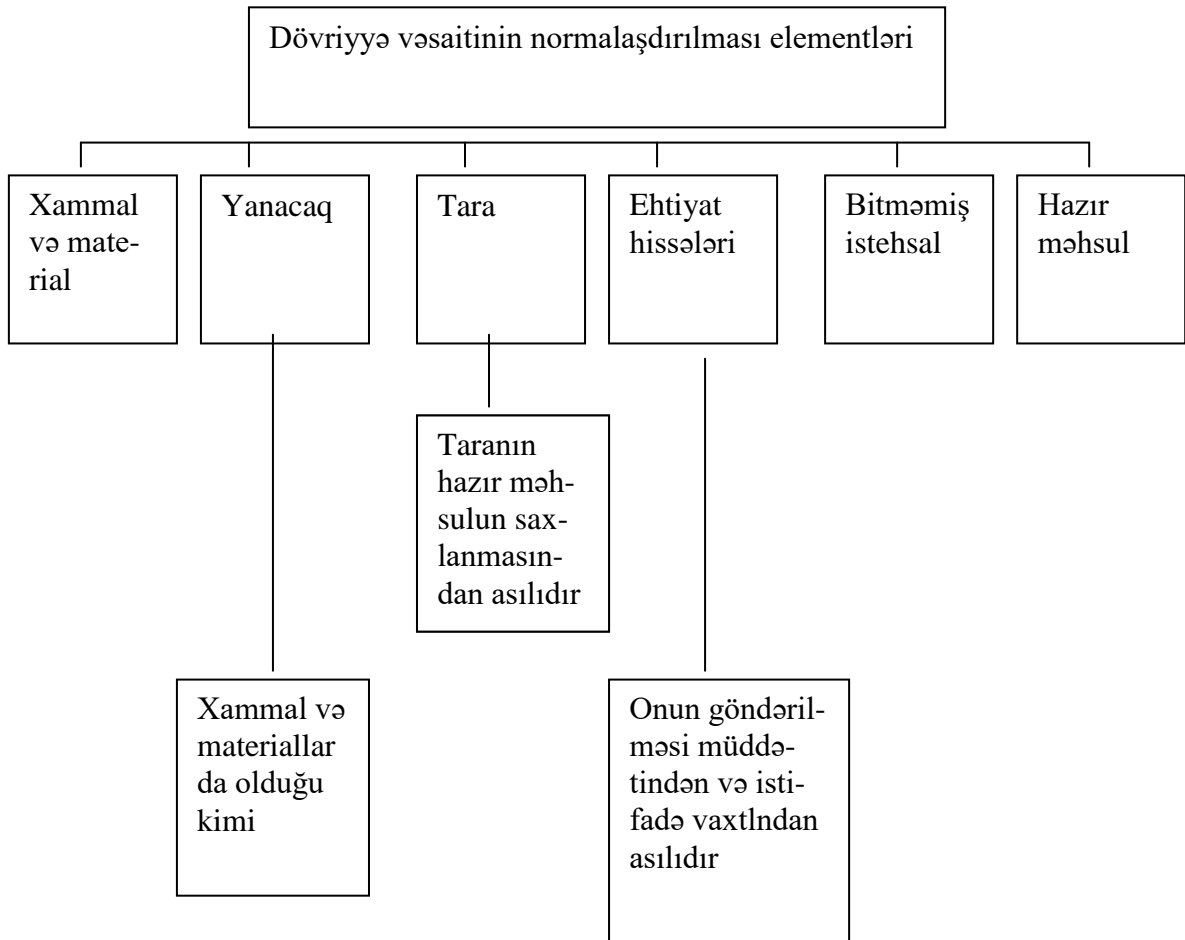 Dövriyyə vəsaitinin normalaşdırılması elementləri
Xammal
və mate-
rial
Yanacaq
Tara
Ehtiyat
hissələri
Bitməmiş
istehsal
Hazır
məhsul
Taranın
hazır məh-
sulun sax-
lanmasın-
dan asılıdır
Xammal və
materiallar
da olduğu
kimi
Onun göndəril-
məsi müddə-
tindən və isti-
fadə vaxtlndan
asılıdır